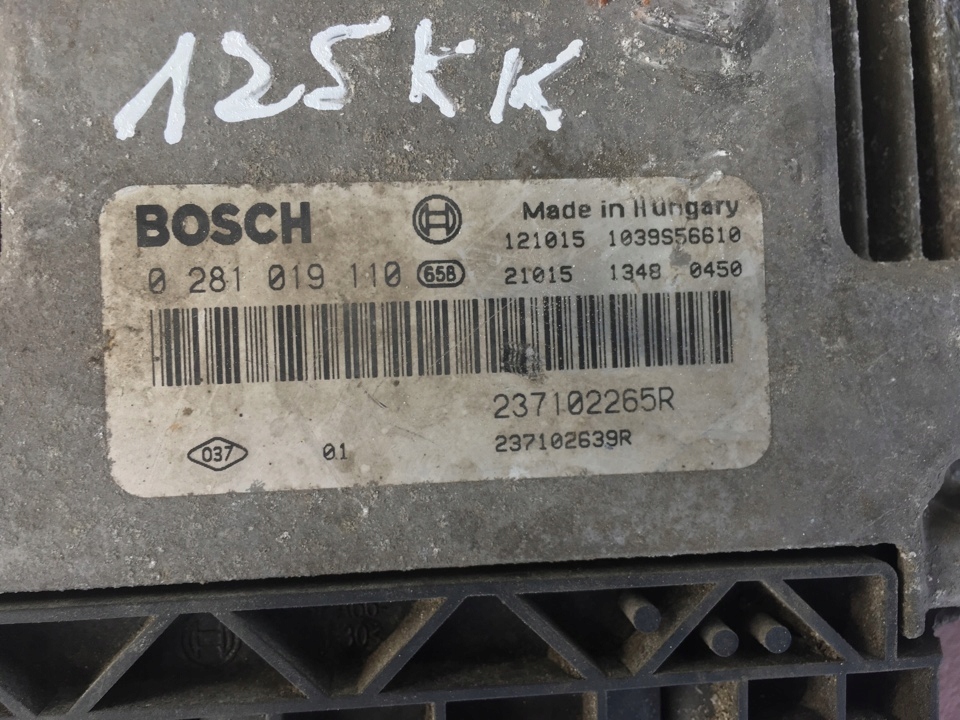 125KK
BOSCH
Made in Hungary
121015 1039S56610
0 281 019 110 658
21015 1348 0450
237102265R
037 01 237102639R